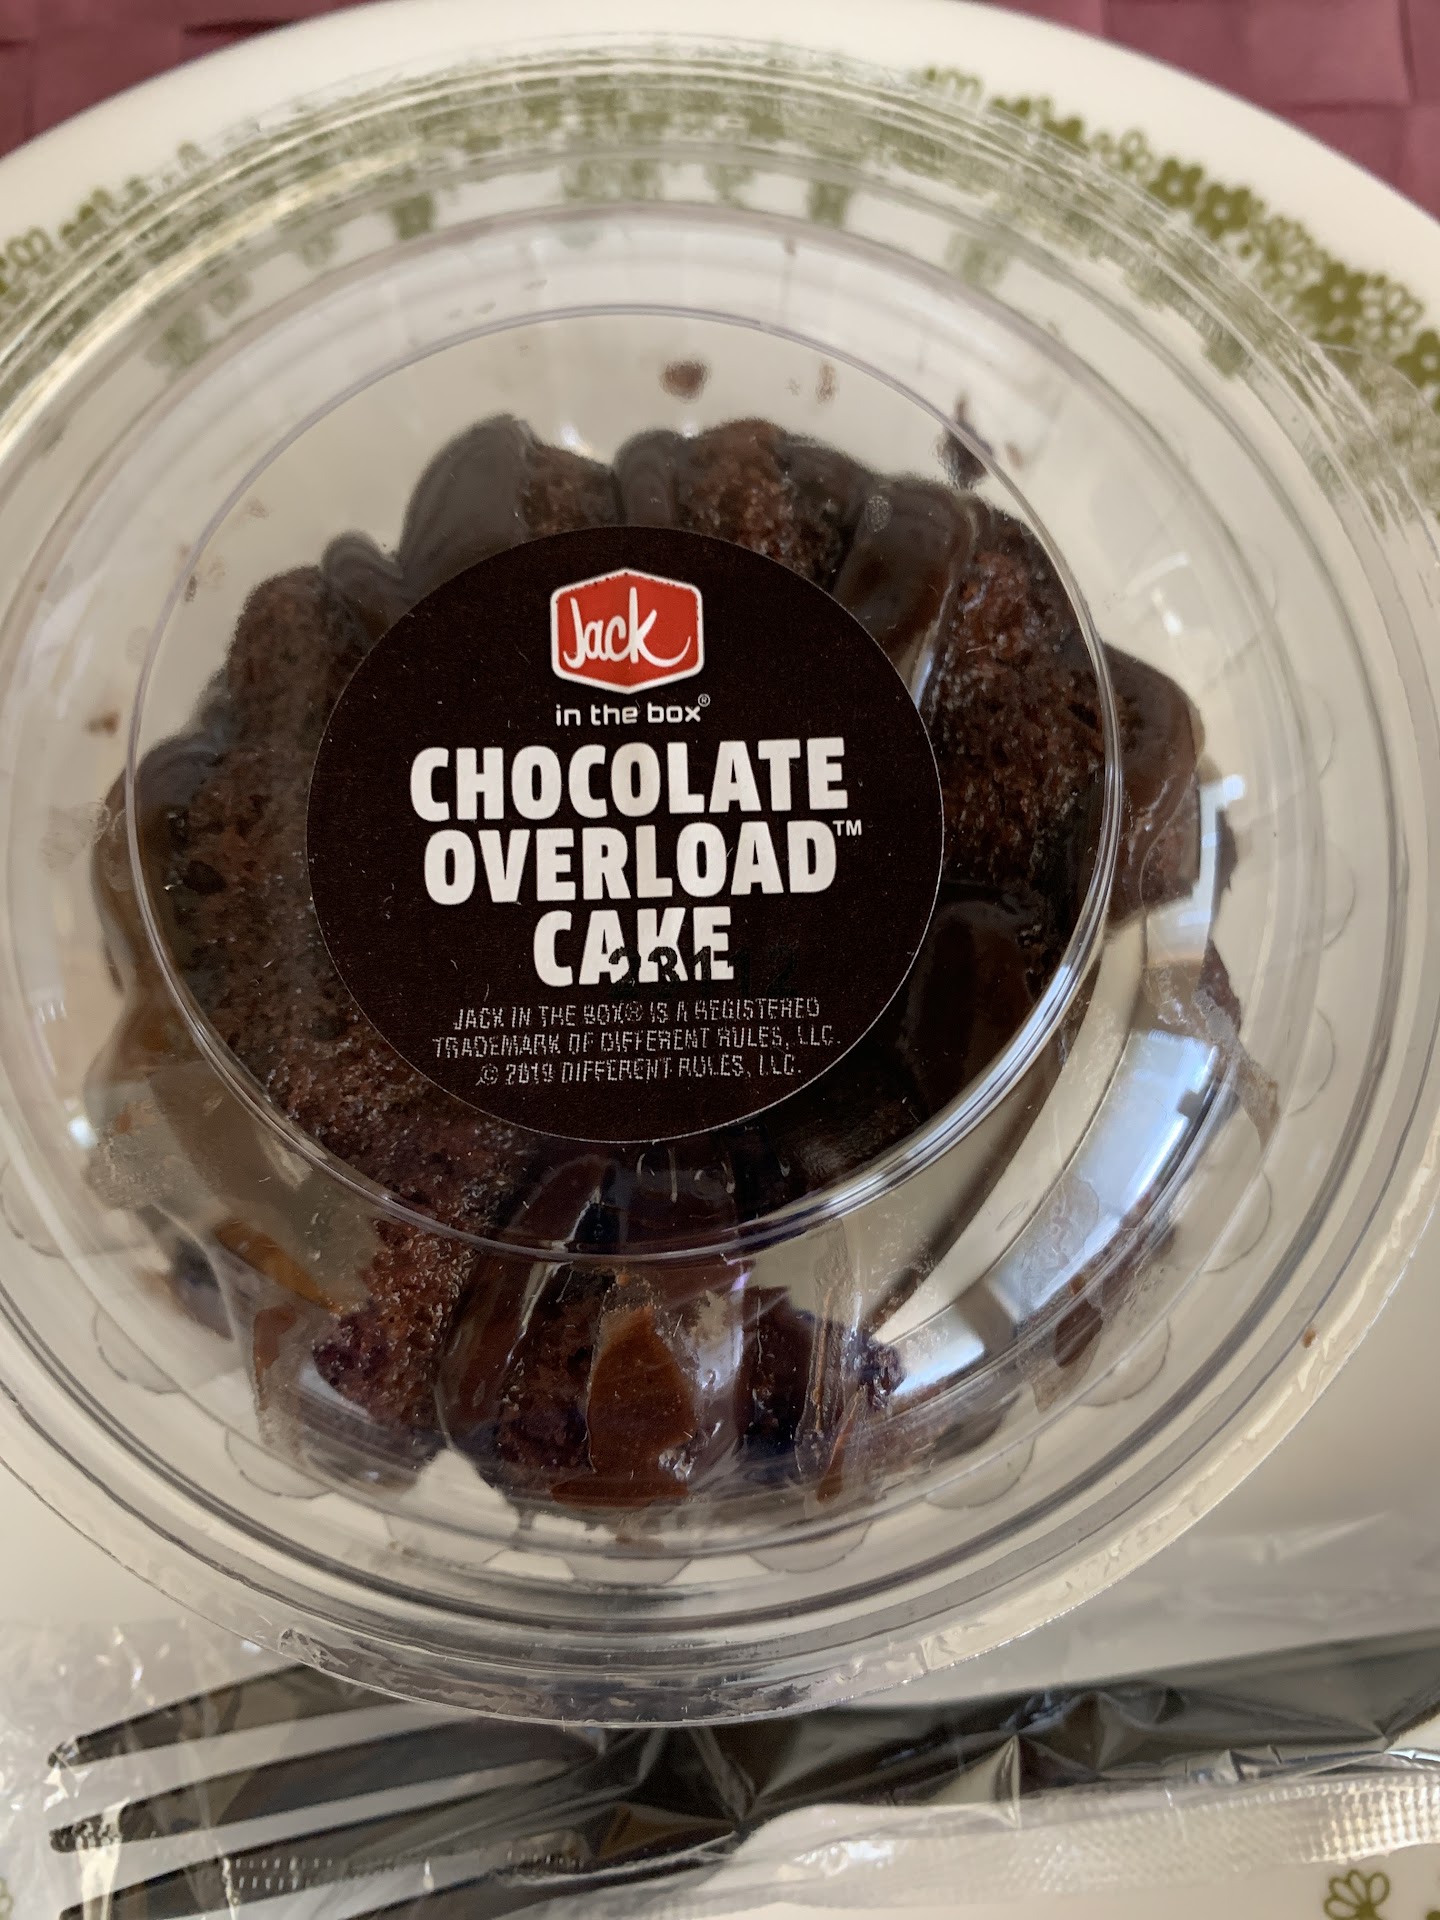 Jack
in the box®
CHOCOLATE
OVERLOAD™
CAKE
JACK IN THE BOX® IS A REGISTERED
TRADEMARK OF DIFFERENT RULES, LLC.
© 2019 DIFFERENT RULES, LLC.